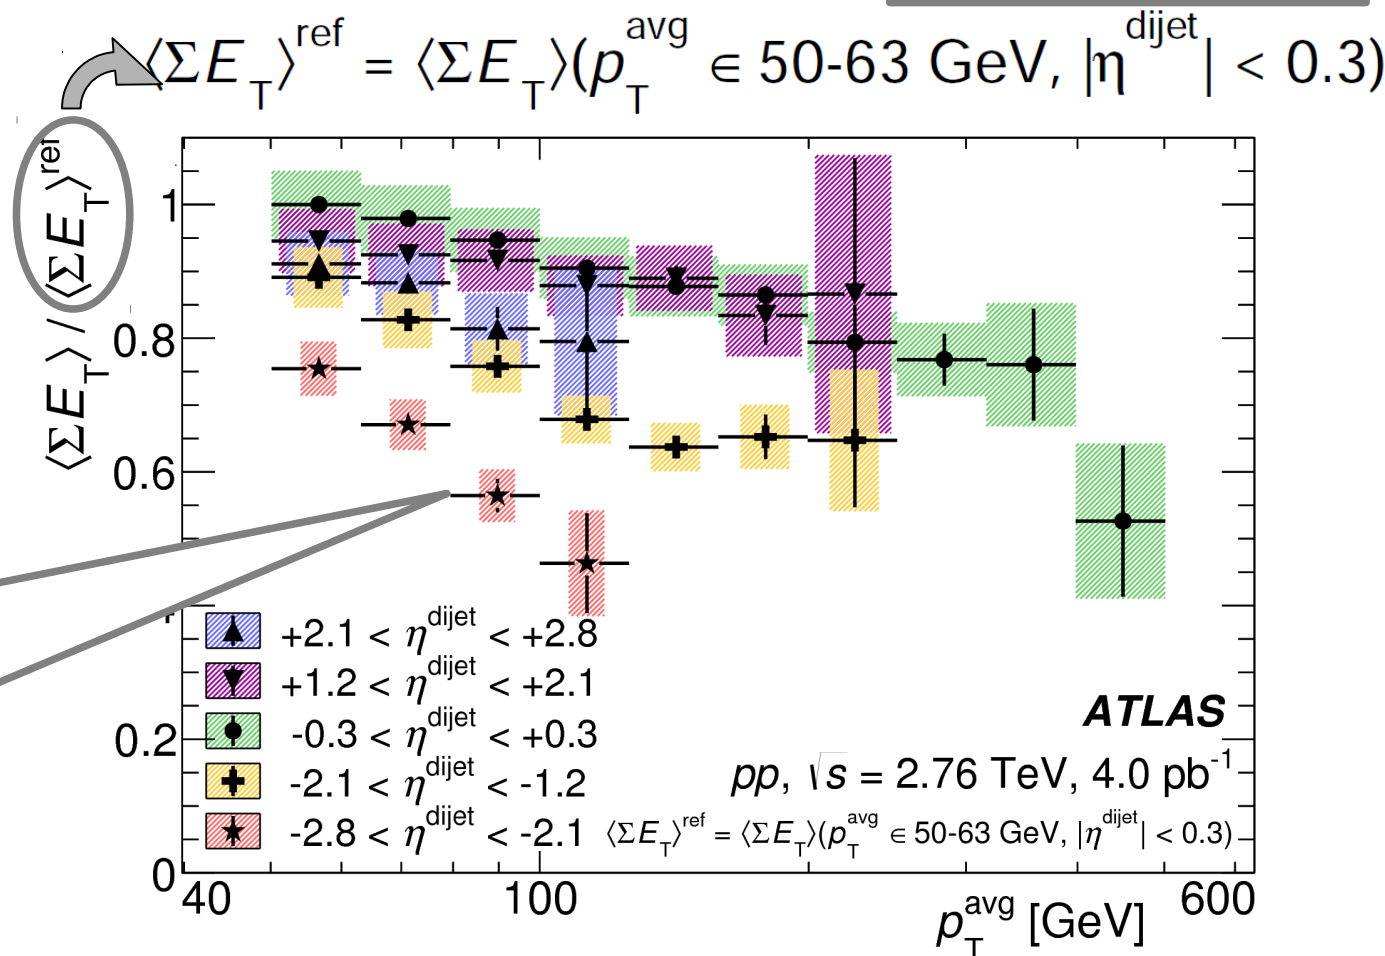 ⟨ΣE_T⟩^ref = ⟨ΣE_T⟩(p_T^avg ∈ 50-63 GeV, |η^dijet| < 0.3)
⟨ΣE_T⟩ / ⟨ΣE_T⟩^ref
1
0.8
0.6
0.2
0
+2.1 < η^dijet < +2.8
+1.2 < η^dijet < +2.1
-0.3 < η^dijet < +0.3
-2.1 < η^dijet < -1.2
-2.8 < η^dijet < -2.1
ATLAS
pp, √s = 2.76 TeV, 4.0 pb^-1
⟨ΣE_T⟩^ref = ⟨ΣE_T⟩(p_T^avg ∈ 50-63 GeV, |η^dijet| < 0.3)
40 100 600
p_T^avg [GeV]